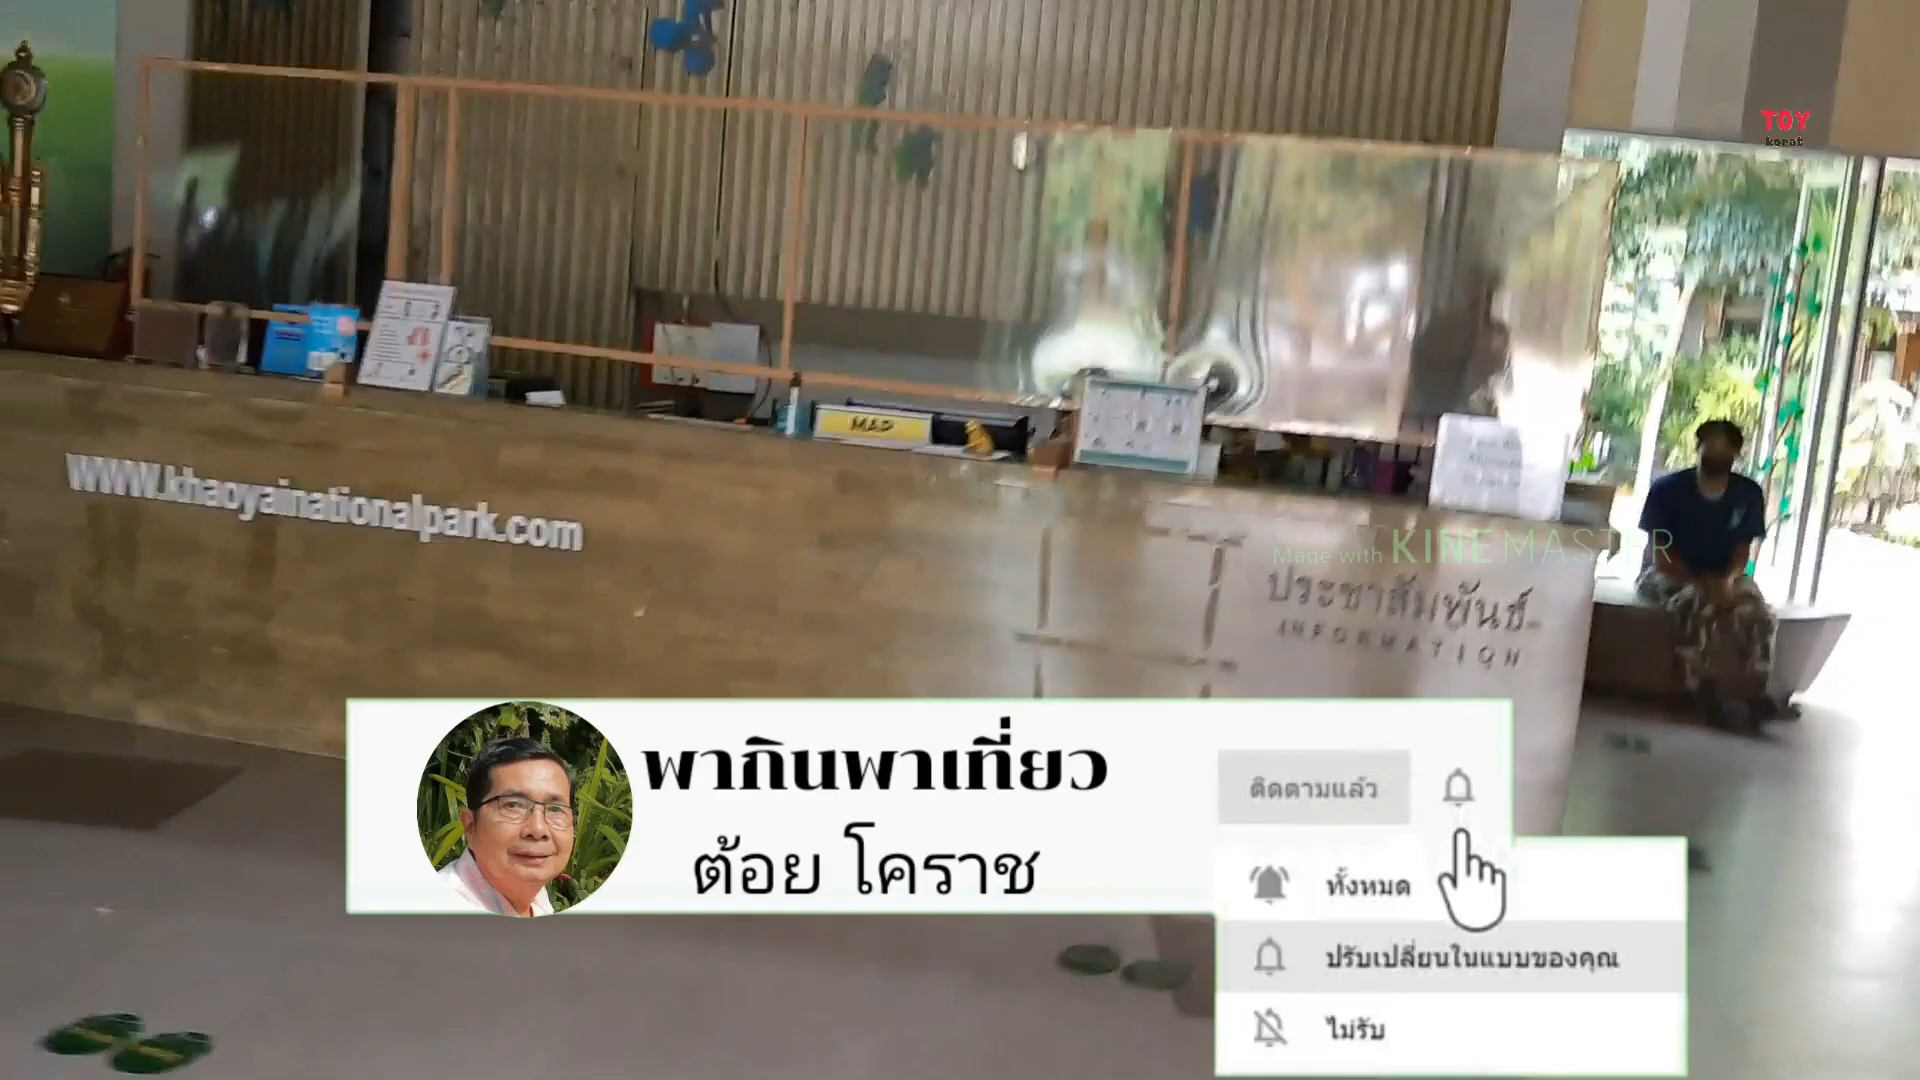 TOY
korat
MAP
www.khaoyainationalpark.com
Made with KINEMASTER
ประชาสัมพันธ์
INFORMATION
พากินพาเที่ยว
ต้อย โคราช
ติดตามแล้ว
ทั้งหมด
ปรับเปลี่ยนในแบบของคุณ
ไม่รับ